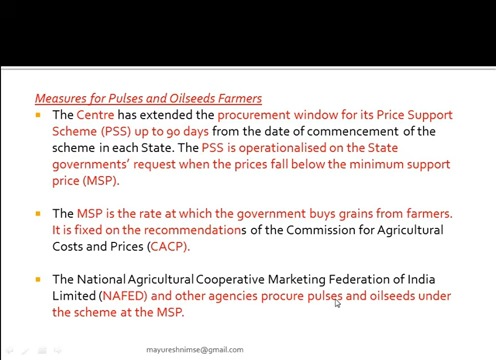 Measures for Pulses and Oilseeds Farmers
The Centre has extended the procurement window for its Price Support
Scheme (PSS) up to 90 days from the date of commencement of the
scheme in each State. The PSS is operationalised on the State
governments' request when the prices fall below the minimum support
price (MSP).
The MSP is the rate at which the government buys grains from farmers.
It is fixed on the recommendations of the Commission for Agricultural
Costs and Prices (CACP).
The National Agricultural Cooperative Marketing Federation of India
Limited (NAFED) and other agencies procure pulses and oilseeds under
the scheme at the MSP.
mayureshnimse@gmail.com